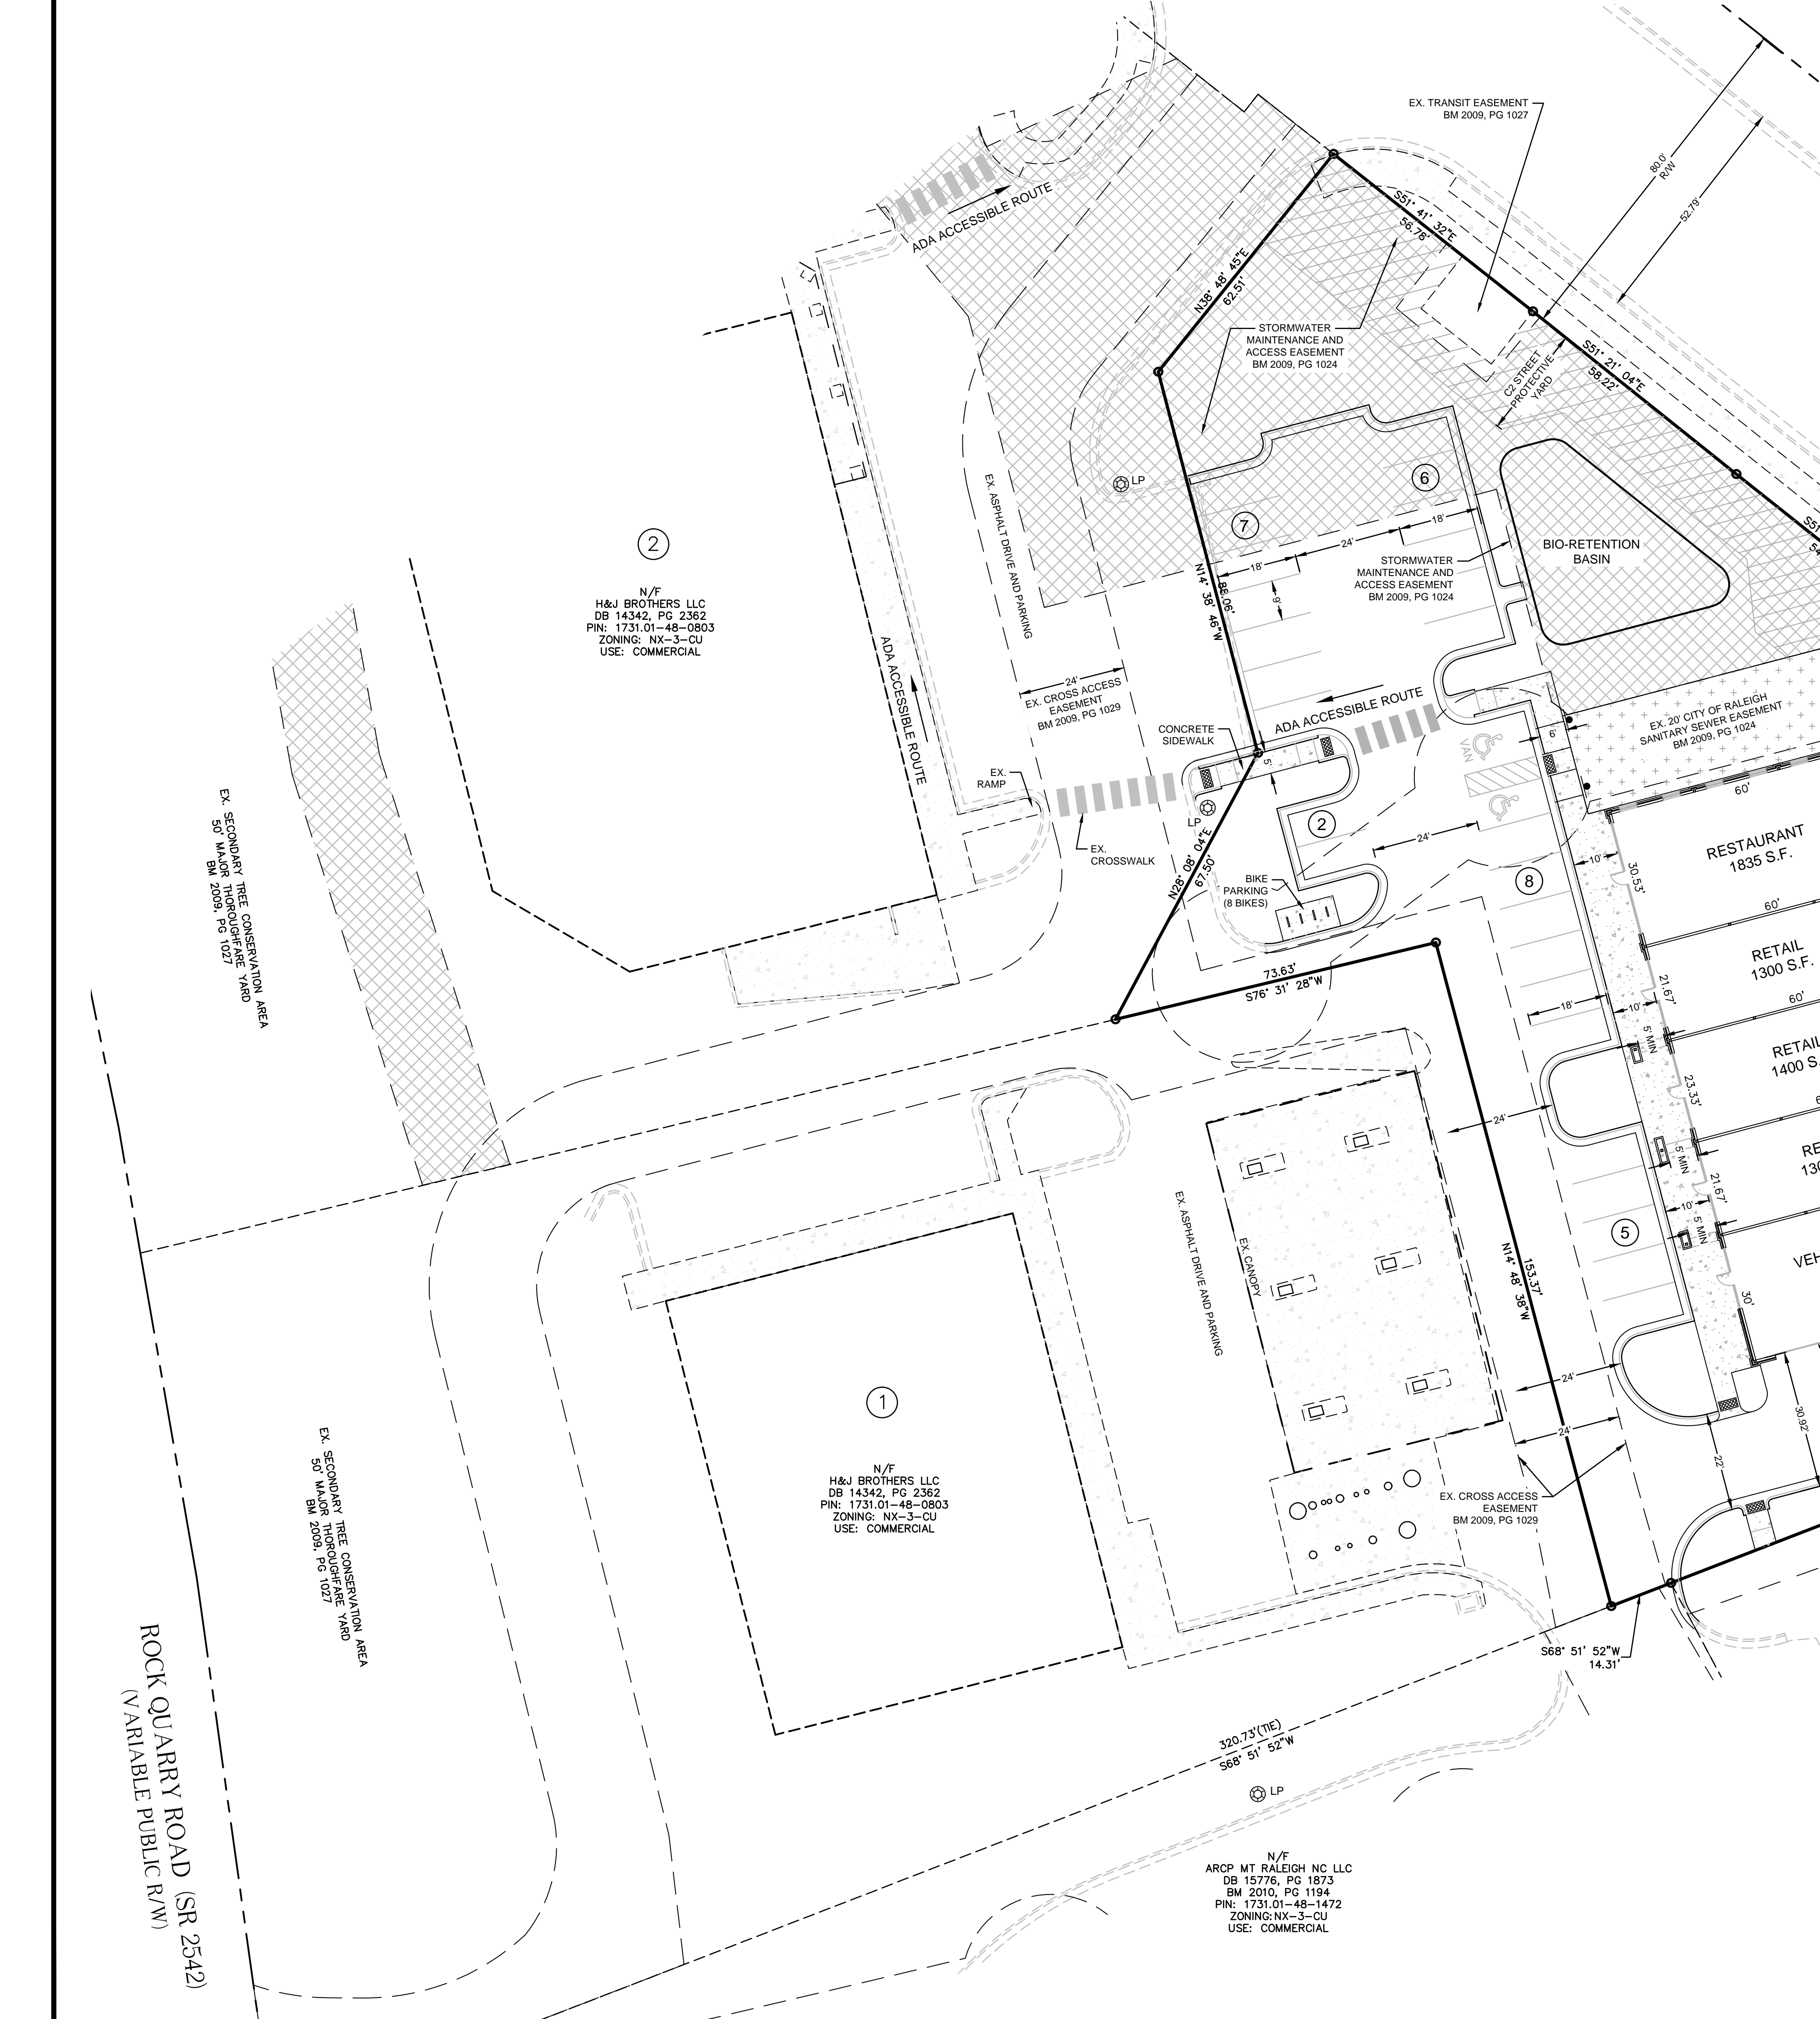 EX. TRANSIT EASEMENT
BM 2009, PG 1027
80.0'
R/W
52.79'
ADA ACCESSIBLE ROUTE
S51° 41' 32"E
56.78'
N38° 48' 45"E
62.51'
STORMWATER
MAINTENANCE AND
ACCESS EASEMENT
BM 2009, PG 1024
S51° 21' 04"E
58.22'
C2 STREET
PROTECTIVE
YARD
LP
6
7
18'
24'
18'
9'
STORMWATER
MAINTENANCE AND
ACCESS EASEMENT
BM 2009, PG 1024
BIO-RETENTION
BASIN
EX. ASPHALT DRIVE AND PARKING
N14° 38' 46"W
2
N/F
H&J BROTHERS LLC
DB 14342, PG 2362
PIN: 1731.01-48-0803
ZONING: NX-3-CU
USE: COMMERCIAL
ADA ACCESSIBLE ROUTE
24'
EX. CROSS ACCESS
EASEMENT
BM 2009, PG 1029
ADA ACCESSIBLE ROUTE
CONCRETE
SIDEWALK
5'
VAN
6'
EX. 20' CITY OF RALEIGH
SANITARY SEWER EASEMENT
BM 2009, PG 1024
EX.
RAMP
LP
EX.
CROSSWALK
2
24'
N28° 08' 04"E
67.50'
BIKE
PARKING
(8 BIKES)
8
10'
60'
RESTAURANT
1835 S.F.
30.53'
60'
RETAIL
1300 S.F.
21.67'
60'
18'
10'
5' MIN
RETAIL
1400 S.
23.33'
73.63'
S76° 31' 28"W
EX. SECONDARY TREE CONSERVATION AREA
50' MAJOR THOROUGHFARE YARD
BM 2009, PG 1027
24'
5' MIN
RE
130
21.67'
10'
5' MIN
5
VEH
30'
EX. ASPHALT DRIVE AND PARKING
EX. CANOPY
153.37'
N14° 48' 38"W
24'
24'
30.92'
22'
1
N/F
H&J BROTHERS LLC
DB 14342, PG 2362
PIN: 1731.01-48-0803
ZONING: NX-3-CU
USE: COMMERCIAL
EX. CROSS ACCESS
EASEMENT
BM 2009, PG 1029
EX. SECONDARY TREE CONSERVATION AREA
50' MAJOR THOROUGHFARE YARD
BM 2009, PG 1027
S68° 51' 52"W
14.31'
320.73'(TIE)
S68° 51' 52"W
LP
ROCK QUARRY ROAD (SR 2542)
(VARIABLE PUBLIC R/W)
N/F
ARCP MT RALEIGH NC LLC
DB 15776, PG 1873
BM 2010, PG 1194
PIN: 1731.01-48-1472
ZONING: NX-3-CU
USE: COMMERCIAL